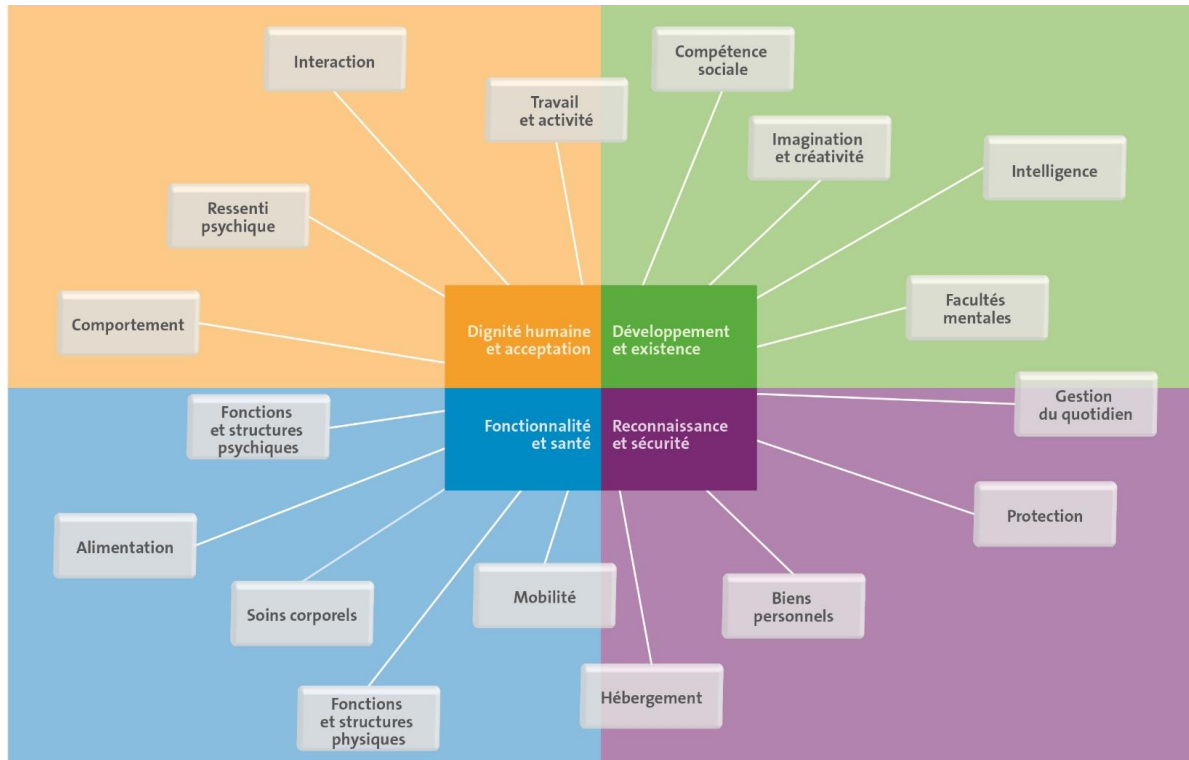 Interaction
Travail
et activité
Compétence
sociale
Imagination
et créativité
Intelligence
Ressenti
psychique
Comportement
Facultés
mentales
Dignité humaine
et acceptation
Développement
et existence
Fonctionnalité
et santé
Reconnaissance
et sécurité
Gestion
du quotidien
Fonctions
et structures
psychiques
Protection
Alimentation
Soins corporels
Mobilité
Biens
personnels
Hébergement
Fonctions
et structures
physiques